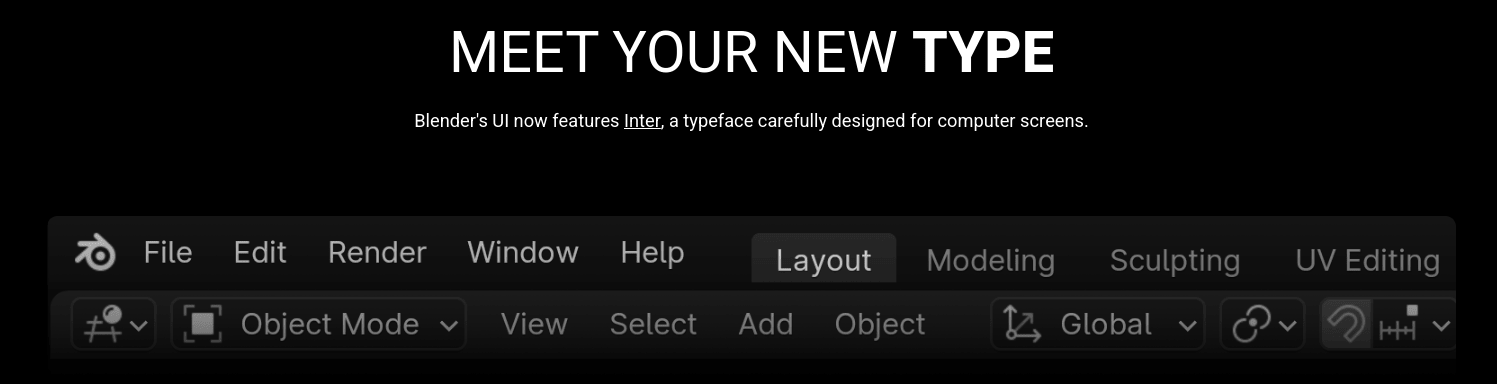 MEET YOUR NEW TYPE
Blender's UI now features Inter, a typeface carefully designed for computer screens.
File Edit Render Window Help Layout Modeling Sculpting UV Editing
Object Mode View Select Add Object Global